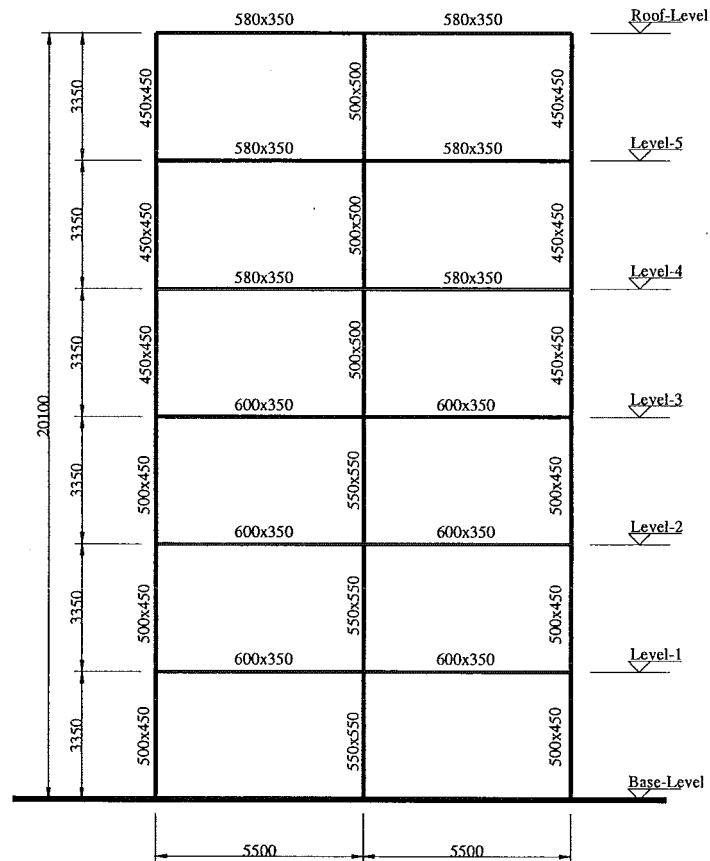 580x350 580x350 Roof-Level
3350 450x450 500x500 450x450
580x350 580x350 Level-5
3350 450x450 500x500 450x450
580x350 580x350 Level-4
3350 450x450 500x500 450x450
20100
600x350 600x350 Level-3
3350 500x450 550x550 500x450
600x350 600x350 Level-2
3350 500x450 550x550 500x450
600x350 600x350 Level-1
3350 500x450 550x550 500x450
Base-Level
5500 5500